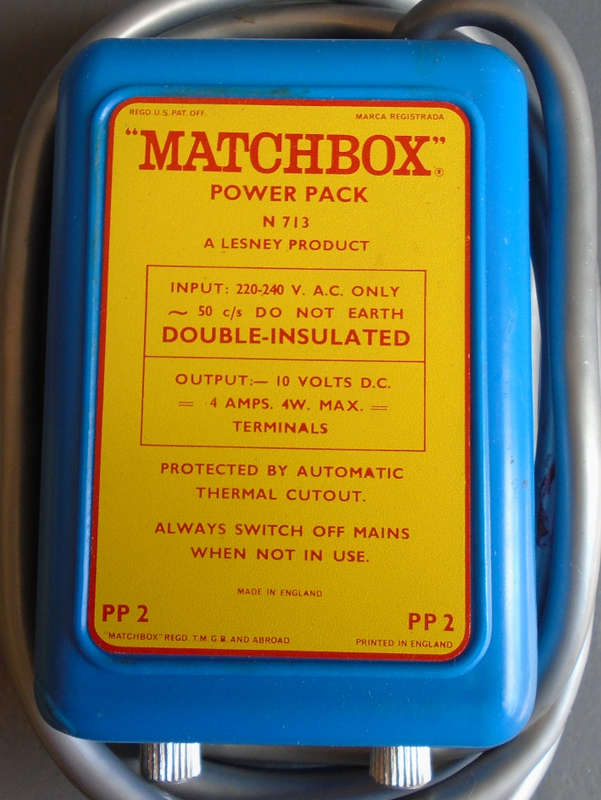 REGD. U.S. PAT. OFF. MARCA REGISTRADA
"MATCHBOX"®
POWER PACK
N 713
A LESNEY PRODUCT
INPUT: 220-240 V. A.C. ONLY
~ 50 c/s DO NOT EARTH
DOUBLE-INSULATED
OUTPUT:— 10 VOLTS D.C.
= 4 AMPS. 4W. MAX. =
TERMINALS
PROTECTED BY AUTOMATIC
THERMAL CUTOUT.
ALWAYS SWITCH OFF MAINS
WHEN NOT IN USE.
MADE IN ENGLAND
PP 2 PP 2
"MATCHBOX" REGD. T.M. G.B. AND ABROAD PRINTED IN ENGLAND